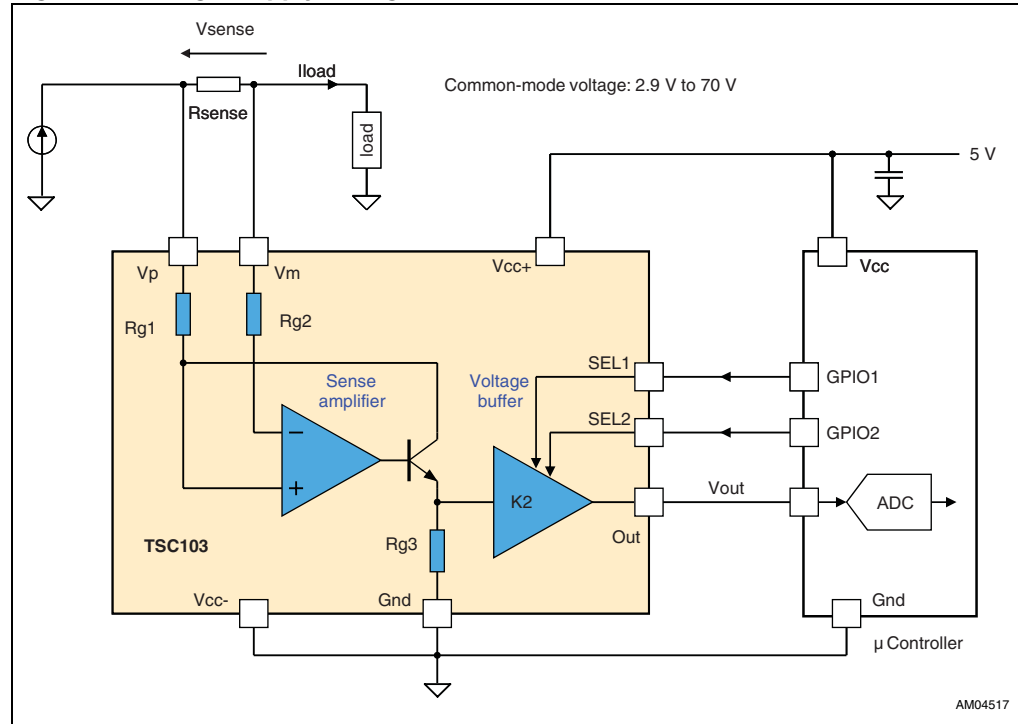 Vsense
Iload
Common-mode voltage: 2.9 V to 70 V
Rsense
load
5 V
Vp
Vm
Vcc+
Vcc
Rg1
Rg2
SEL1
GPIO1
Sense
amplifier
Voltage
buffer
SEL2
GPIO2
−
+
K2
Vout
ADC
Out
Rg3
TSC103
Vcc-
Gnd
Gnd
µ Controller
AM04517